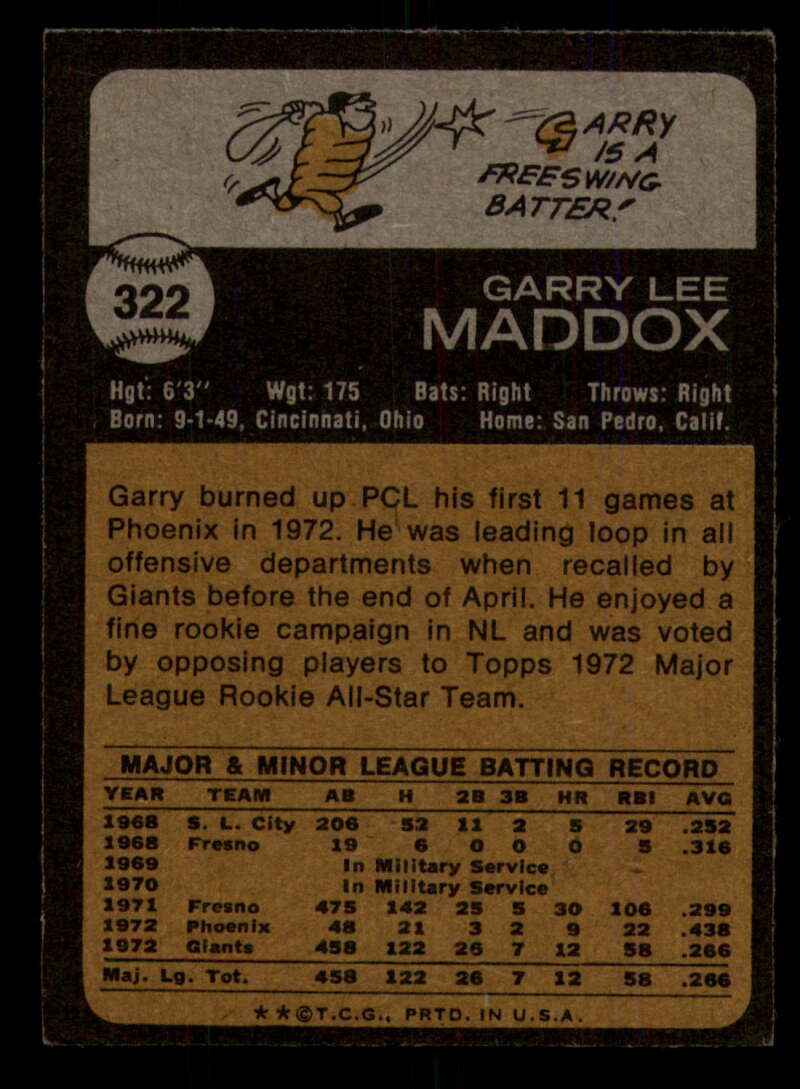 GARRY
IS A
FREESWING
BATTER!
322
GARRY LEE
MADDOX
Hgt: 6'3" Wgt: 175 Bats: Right Throws: Right
Born: 9-1-49, Cincinnati, Ohio Home: San Pedro, Calif.
Garry burned up PCL his first 11 games at
Phoenix in 1972. He was leading loop in all
offensive departments when recalled by
Giants before the end of April. He enjoyed a
fine rookie campaign in NL and was voted
by opposing players to Topps 1972 Major
League Rookie All-Star Team.
MAJOR & MINOR LEAGUE BATTING RECORD
YEAR TEAM AB H 2B 3B HR RBI AVG
1968 S. L. City 206 52 11 2 5 29 .252
1968 Fresno 19 6 0 0 0 5 .316
1969 In Military Service
1970 In Military Service
1971 Fresno 475 142 25 5 30 106 .299
1972 Phoenix 48 21 3 2 9 22 .438
1972 Giants 458 122 26 7 12 58 .266
Maj. Lg. Tot. 458 122 26 7 12 58 .266
★★©T.C.G., PRTD. IN U.S.A.